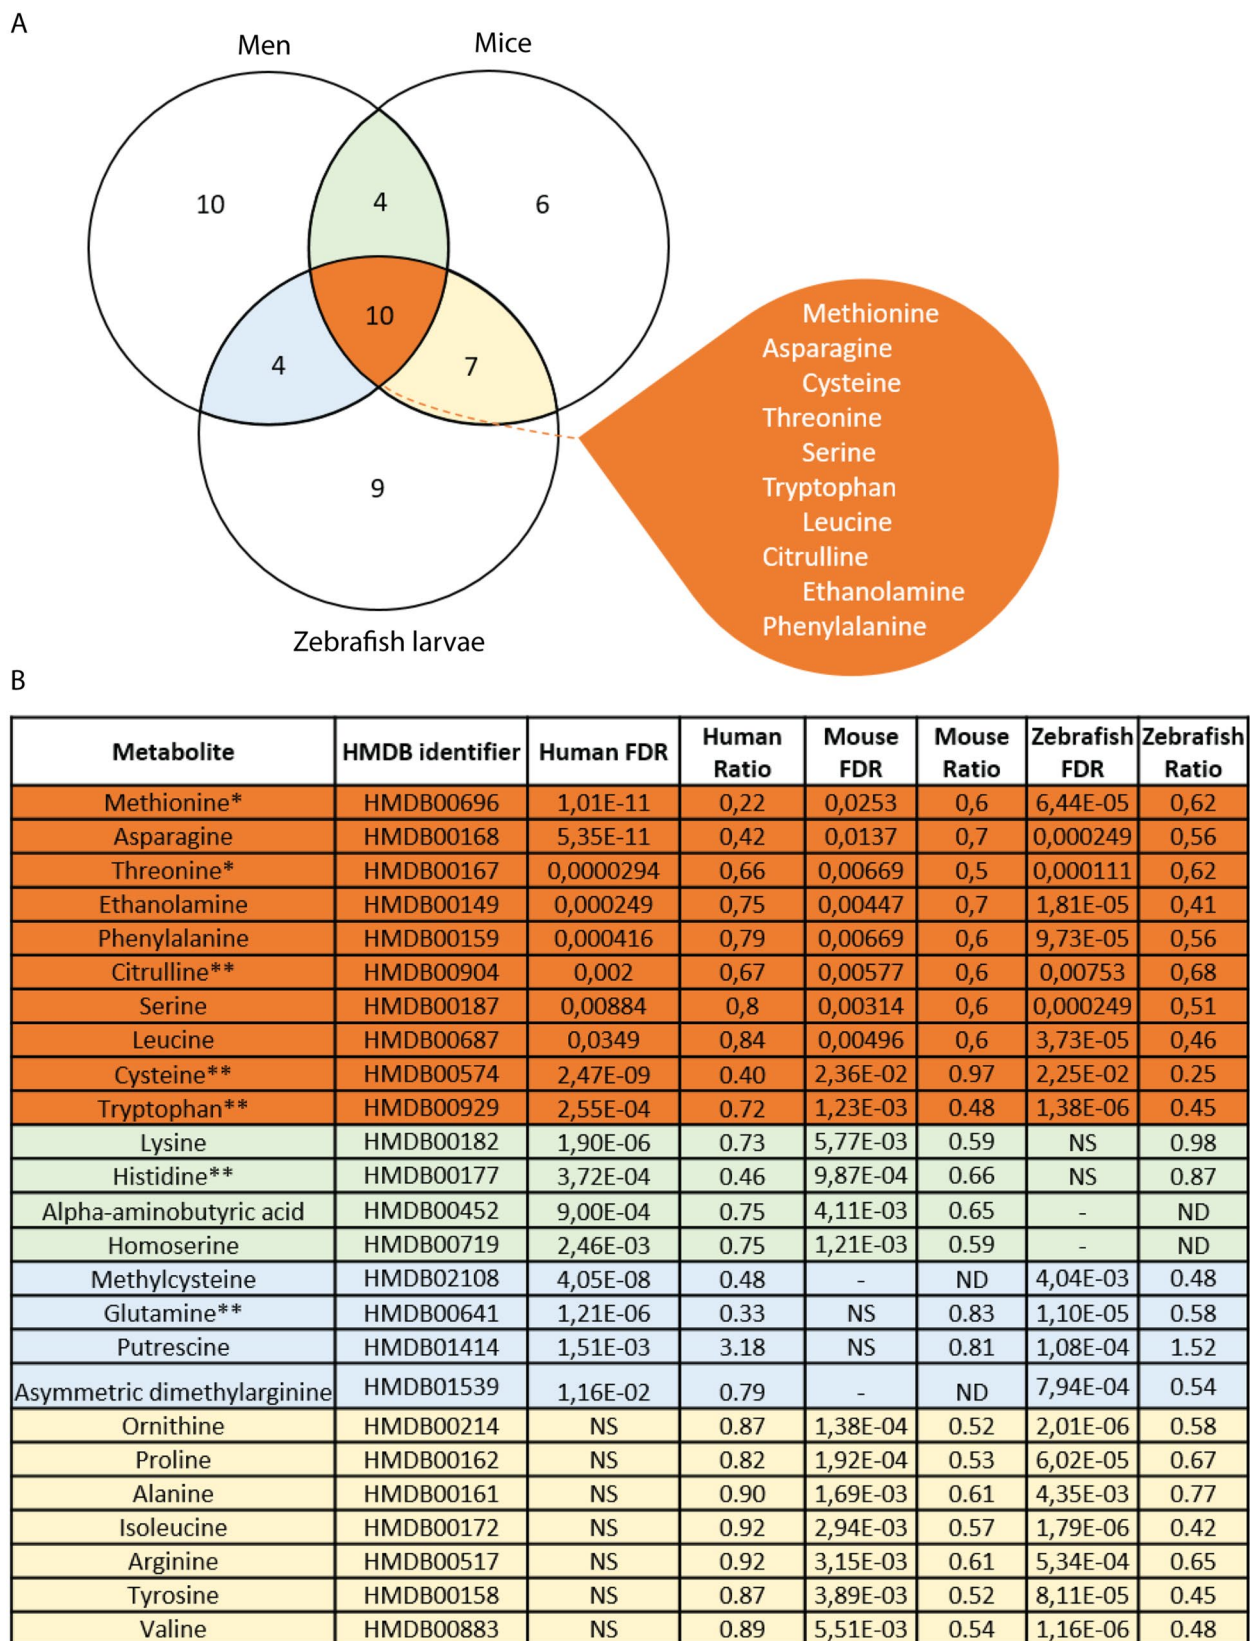 A
Men
Mice
10
4
6
10
4
7
9
Zebrafish larvae
Methionine
Asparagine
Cysteine
Threonine
Serine
Tryptophan
Leucine
Citrulline
Ethanolamine
Phenylalanine
B
Metabolite HMDB identifier Human FDR Human Ratio Mouse FDR Mouse Ratio Zebrafish FDR Zebrafish Ratio
Methionine* HMDB00696 1,01E-11 0,22 0,0253 0,6 6,44E-05 0,62
Asparagine HMDB00168 5,35E-11 0,42 0,0137 0,7 0,000249 0,56
Threonine* HMDB00167 0,0000294 0,66 0,00669 0,5 0,000111 0,62
Ethanolamine HMDB00149 0,000249 0,75 0,00447 0,7 1,81E-05 0,41
Phenylalanine HMDB00159 0,000416 0,79 0,00669 0,6 9,73E-05 0,56
Citrulline** HMDB00904 0,002 0,67 0,00577 0,6 0,00753 0,68
Serine HMDB00187 0,00884 0,8 0,00314 0,6 0,000249 0,51
Leucine HMDB00687 0,0349 0,84 0,00496 0,6 3,73E-05 0,46
Cysteine** HMDB00574 2,47E-09 0.40 2,36E-02 0.97 2,25E-02 0.25
Tryptophan** HMDB00929 2,55E-04 0.72 1,23E-03 0.48 1,38E-06 0.45
Lysine HMDB00182 1,90E-06 0.73 5,77E-03 0.59 NS 0.98
Histidine** HMDB00177 3,72E-04 0.46 9,87E-04 0.66 NS 0.87
Alpha-aminobutyric acid HMDB00452 9,00E-04 0.75 4,11E-03 0.65 - ND
Homoserine HMDB00719 2,46E-03 0.75 1,21E-03 0.59 - ND
Methylcysteine HMDB02108 4,05E-08 0.48 - ND 4,04E-03 0.48
Glutamine** HMDB00641 1,21E-06 0.33 NS 0.83 1,10E-05 0.58
Putrescine HMDB01414 1,51E-03 3.18 NS 0.81 1,08E-04 1.52
Asymmetric dimethylarginine HMDB01539 1,16E-02 0.79 - ND 7,94E-04 0.54
Ornithine HMDB00214 NS 0.87 1,38E-04 0.52 2,01E-06 0.58
Proline HMDB00162 NS 0.82 1,92E-04 0.53 6,02E-05 0.67
Alanine HMDB00161 NS 0.90 1,69E-03 0.61 4,35E-03 0.77
Isoleucine HMDB00172 NS 0.92 2,94E-03 0.57 1,79E-06 0.42
Arginine HMDB00517 NS 0.92 3,15E-03 0.61 5,34E-04 0.65
Tyrosine HMDB00158 NS 0.87 3,89E-03 0.52 8,11E-05 0.45
Valine HMDB00883 NS 0.89 5,51E-03 0.54 1,16E-06 0.48